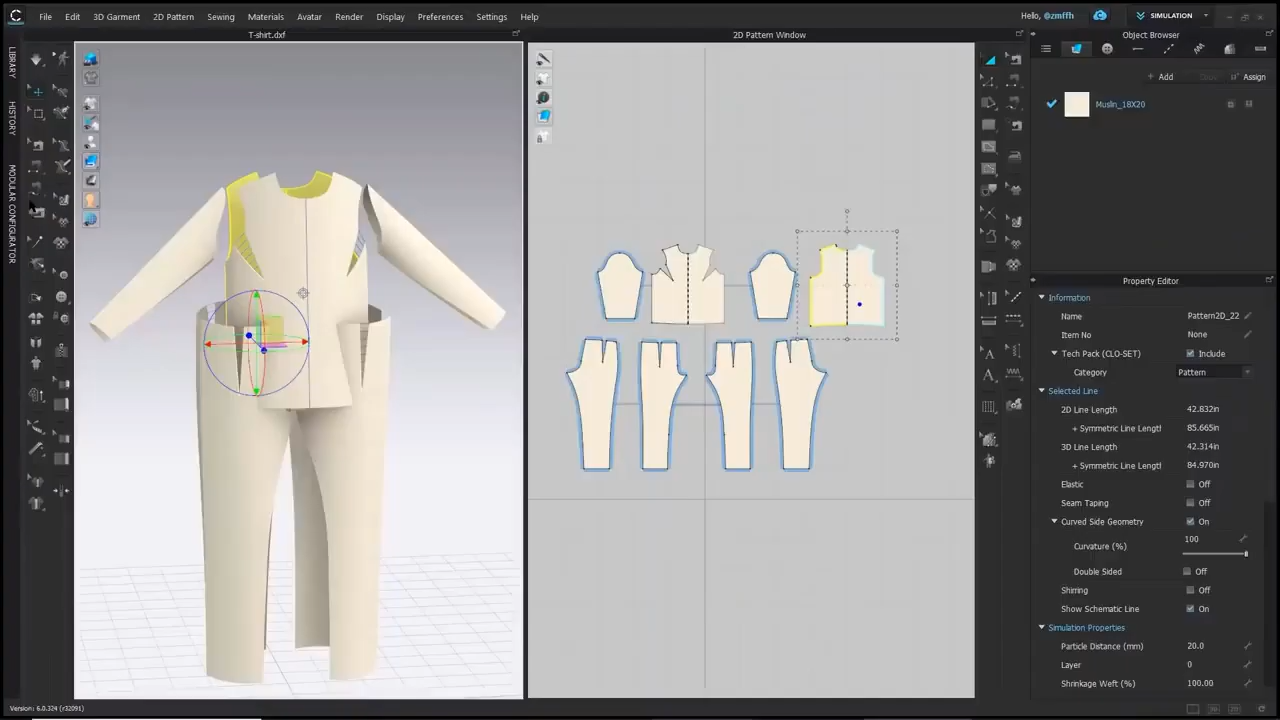 File Edit 3D Garment 2D Pattern Sewing Materials Avatar Render Display Preferences Settings Help
Hello, @zmffh
SIMULATION
T-shirt.dxf
2D Pattern Window
Object Browser
LIBRARY
HISTORY
MODULAR CONFIGURATOR
Add
Assign
Muslin_18X20
Property Editor
Information
Name Pattern2D_22
Item No None
Tech Pack (CLO-SET) Include
Category Pattern
Selected Line
2D Line Length 42.832in
+ Symmetric Line Lengt 85.665in
3D Line Length 42.314in
+ Symmetric Line Lengt 84.970in
Elastic Off
Seam Taping Off
Curved Side Geometry On
Curvature (%) 100
Double Sided Off
Shirring Off
Show Schematic Line On
Simulation Properties
Particle Distance (mm) 20.0
Layer 0
Shrinkage Weft (%) 100.00
Version: 6.0.324 (r32091)